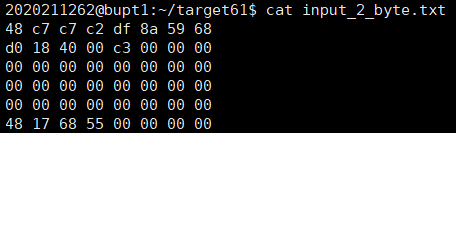 2020211262@bupt1:~/target61$ cat input_2_byte.txt
48 c7 c7 c2 df 8a 59 68
d0 18 40 00 c3 00 00 00
00 00 00 00 00 00 00 00
00 00 00 00 00 00 00 00
00 00 00 00 00 00 00 00
48 17 68 55 00 00 00 00